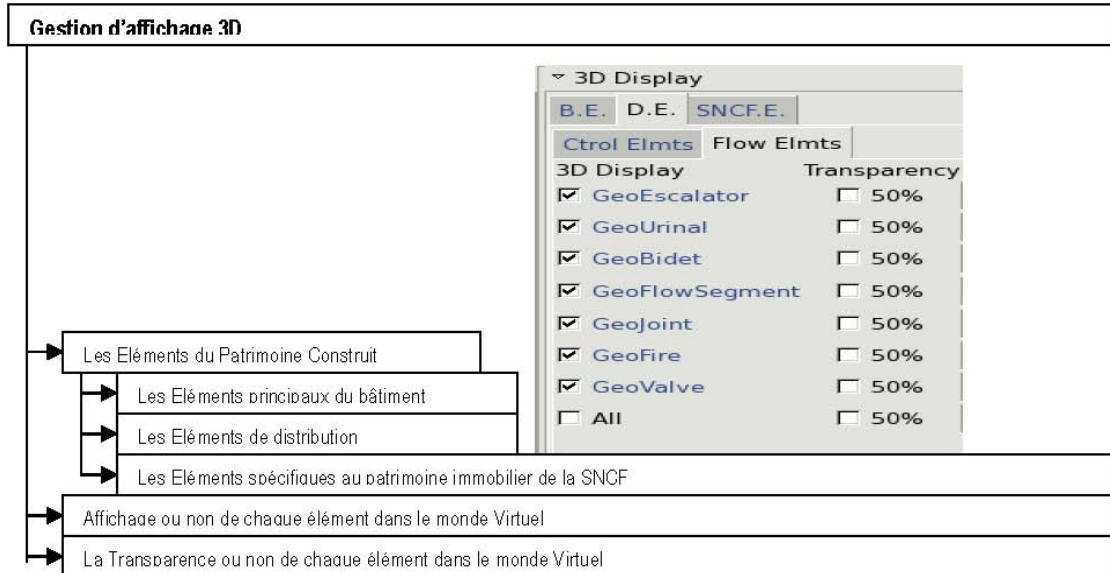 Gestion d'affichage 3D
3D Display
B.E. D.E. SNCF.E.
Ctrol Elmts Flow Elmts
3D Display Transparency
GeoEscalator 50%
GeoUrinal 50%
GeoBidet 50%
GeoFlowSegment 50%
GeoJoint 50%
GeoFire 50%
GeoValve 50%
All 50%
Les Eléments du Patrimoine Construit
Les Eléments principaux du bâtiment
Les Eléments de distribution
Les Eléments spécifiques au patrimoine immobilier de la SNCF
Affichage ou non de chaque élément dans le monde Virtuel
La Transparence ou non de chaque élément dans le monde Virtuel